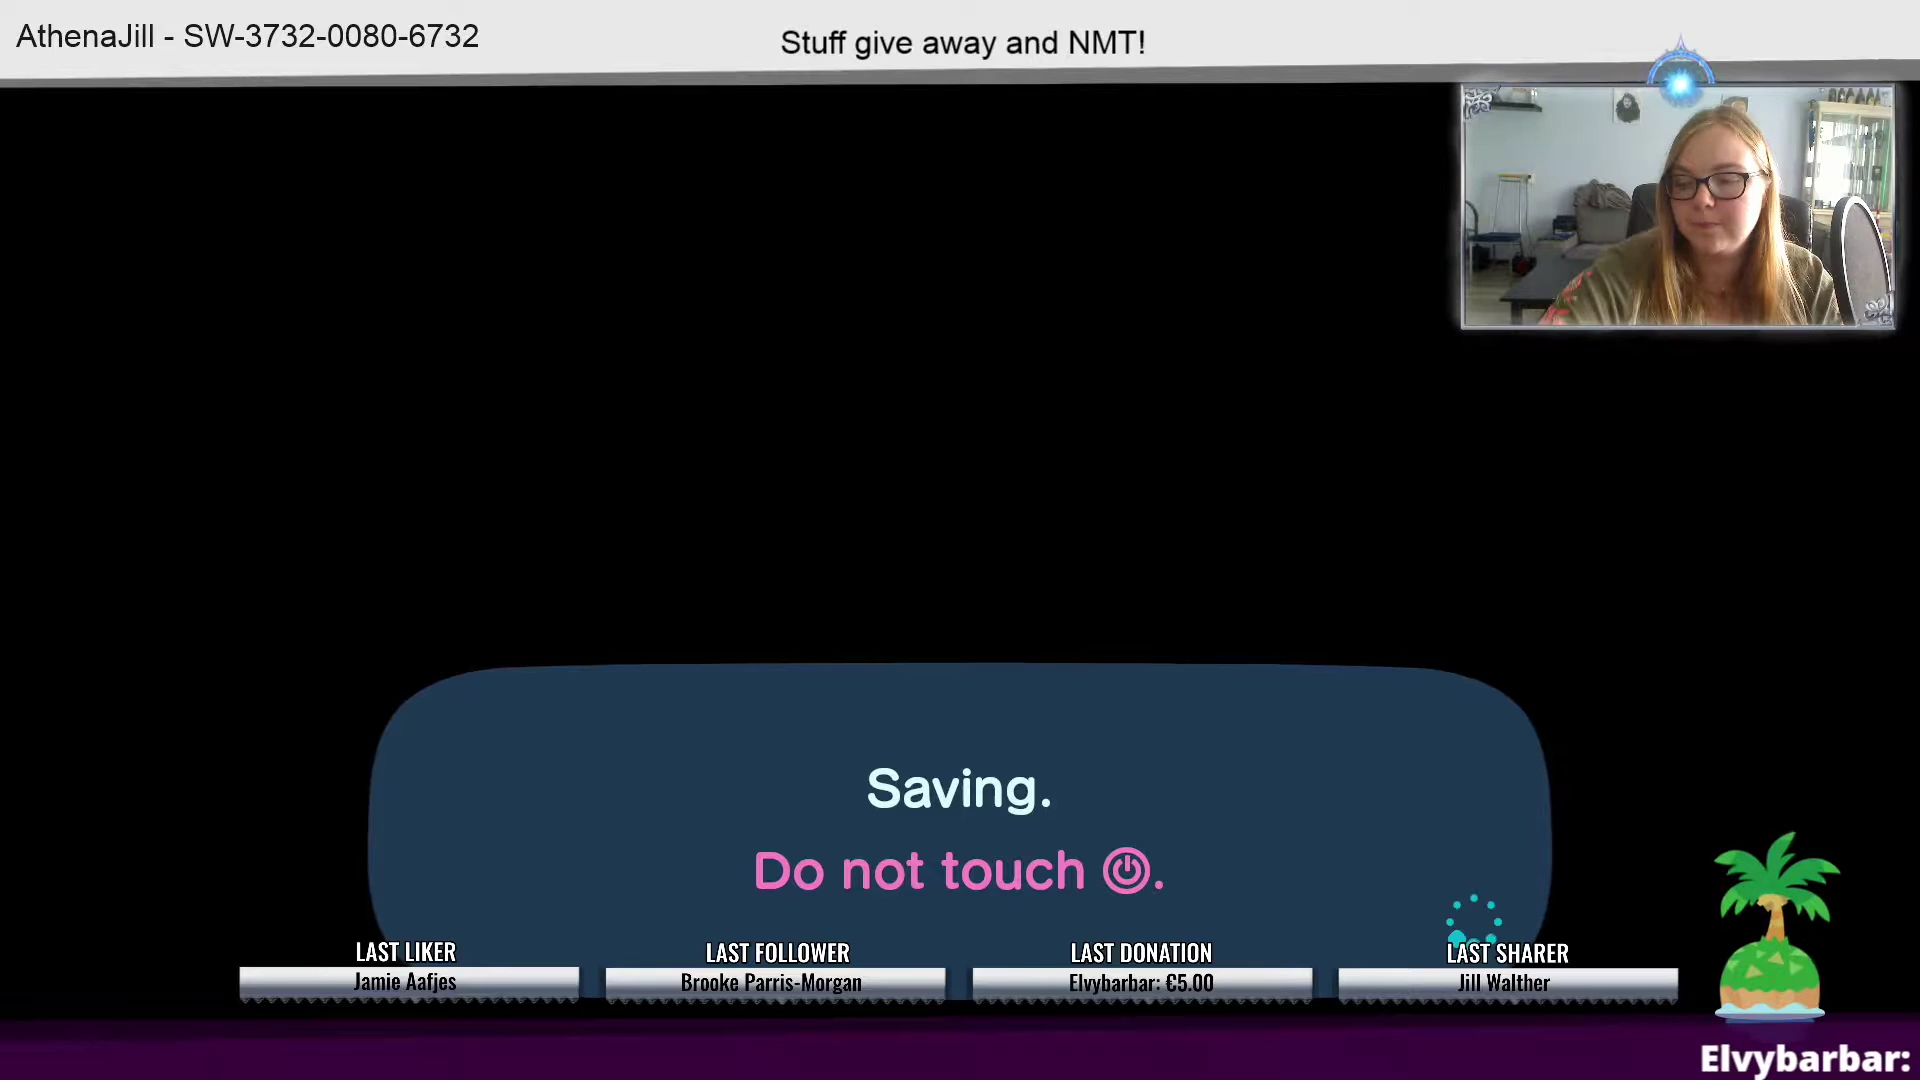 AthenaJill - SW-3732-0080-6732
Stuff give away and NMT!
Saving.
Do not touch .
LAST LIKER
Jamie Aafjes
LAST FOLLOWER
Brooke Parris-Morgan
LAST DONATION
Elvybarbar: €5.00
LAST SHARER
Jill Walther
Elvybarbar: